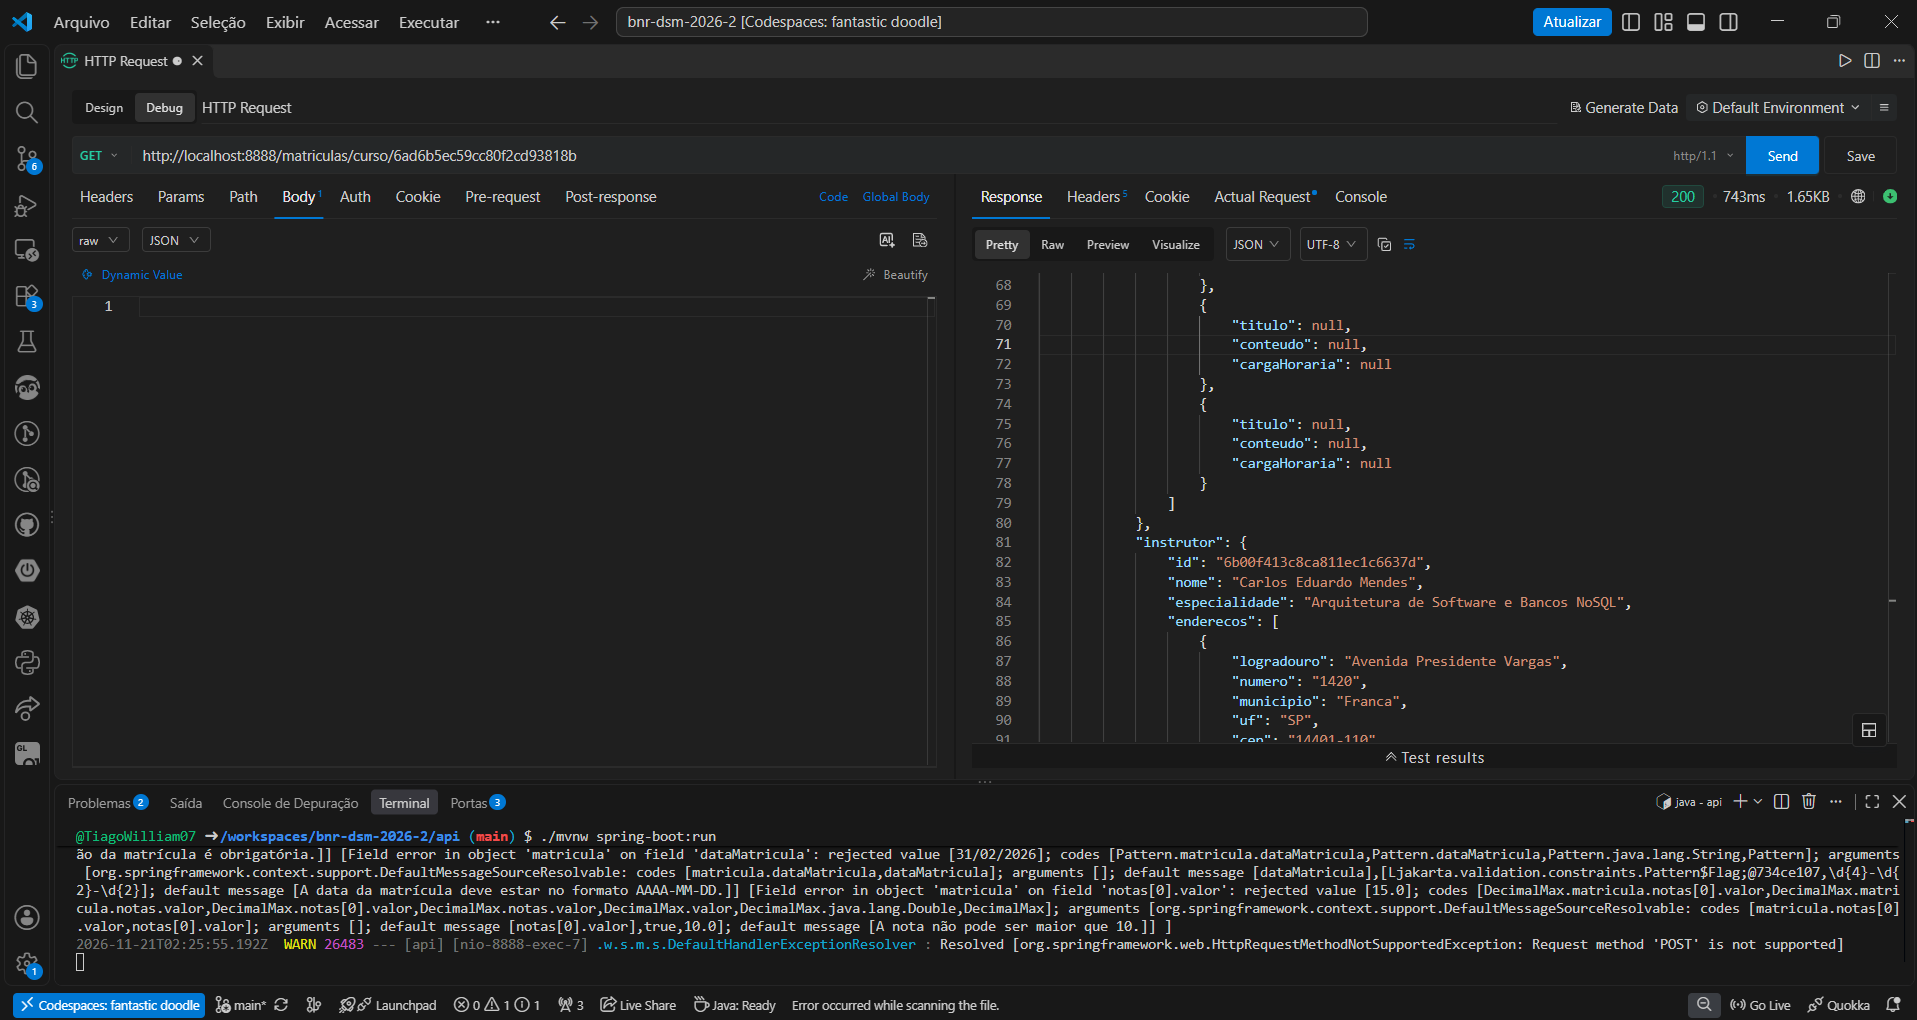 Arquivo Editar Seleção Exibir Acessar Executar ··· bnr-dsm-2026-2 [Codespaces: fantastic doodle] Atualizar
HTTP HTTP Request
Design Debug HTTP Request Generate Data Default Environment
GET http://localhost:8888/matriculas/curso/6ad6b5ec59cc80f2cd93818b http/1.1 Send Save
Headers Params Path Body 1 Auth Cookie Pre-request Post-response Code Global Body
Response Headers 5 Cookie Actual Request Console 200 743ms 1.65KB
raw JSON
Pretty Raw Preview Visualize JSON UTF-8
Dynamic Value Beautify
1
68 },
69 {
70 "titulo": null,
71 "conteudo": null,
72 "cargaHoraria": null
73 },
74 {
75 "titulo": null,
76 "conteudo": null,
77 "cargaHoraria": null
78 }
79 ]
80 },
81 "instrutor": {
82 "id": "6b00f413c8ca811ec1c6637d",
83 "nome": "Carlos Eduardo Mendes",
84 "especialidade": "Arquitetura de Software e Bancos NoSQL",
85 "enderecos": [
86 {
87 "logradouro": "Avenida Presidente Vargas",
88 "numero": "1420",
89 "municipio": "Franca",
90 "uf": "SP",
91 "cep": "14401-110"
Test results
6
3
GL
1
Problemas 2 Saída Console de Depuração Terminal Portas 3 java - api
@TiagoWilliam07 ➜ /workspaces/bnr-dsm-2026-2/api (main) $ ./mvnw spring-boot:run
ão da matrícula é obrigatória.]] [Field error in object 'matricula' on field 'dataMatricula': rejected value [31/02/2026]; codes [Pattern.matricula.dataMatricula,Pattern.dataMatricula,Pattern.java.lang.String,Pattern]; arguments
[org.springframework.context.support.DefaultMessageSourceResolvable: codes [matricula.dataMatricula,dataMatricula]; arguments []; default message [dataMatricula],[Ljakarta.validation.constraints.Pattern$Flag;@734ce107,\d{4}-\d{
2}-\d{2}]; default message [A data da matrícula deve estar no formato AAAA-MM-DD.]] [Field error in object 'matricula' on field 'notas[0].valor': rejected value [15.0]; codes [DecimalMax.matricula.notas[0].valor,DecimalMax.matri
cula.notas.valor,DecimalMax.notas[0].valor,DecimalMax.notas.valor,DecimalMax.valor,DecimalMax.java.lang.Double,DecimalMax]; arguments [org.springframework.context.support.DefaultMessageSourceResolvable: codes [matricula.notas[0]
.valor,notas[0].valor]; arguments []; default message [notas[0].valor],true,10.0]; default message [A nota não pode ser maior que 10.]] ]
2026-11-21T02:25:55.192Z WARN 26483 --- [api] [nio-8888-exec-7] .w.s.m.s.DefaultHandlerExceptionResolver : Resolved [org.springframework.web.HttpRequestMethodNotSupportedException: Request method 'POST' is not supported]
Codespaces: fantastic doodle main* Launchpad 0 1 1 3 Live Share Java: Ready Error occurred while scanning the file. Go Live Quokka